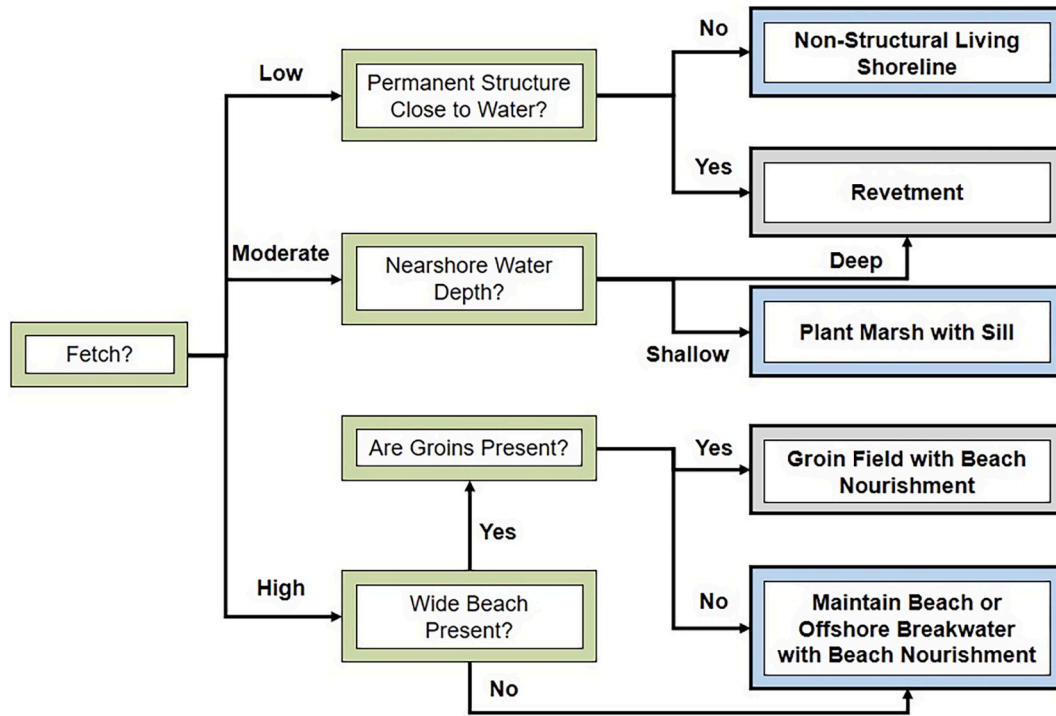 No
Non-Structural Living
Shoreline
Low
Permanent Structure
Close to Water?
Yes
Revetment
Moderate
Nearshore Water
Depth?
Deep
Plant Marsh with Sill
Shallow
Fetch?
Are Groins Present?
Yes
Groin Field with Beach
Nourishment
Yes
High
Wide Beach
Present?
No
Maintain Beach or
Offshore Breakwater
with Beach Nourishment
No